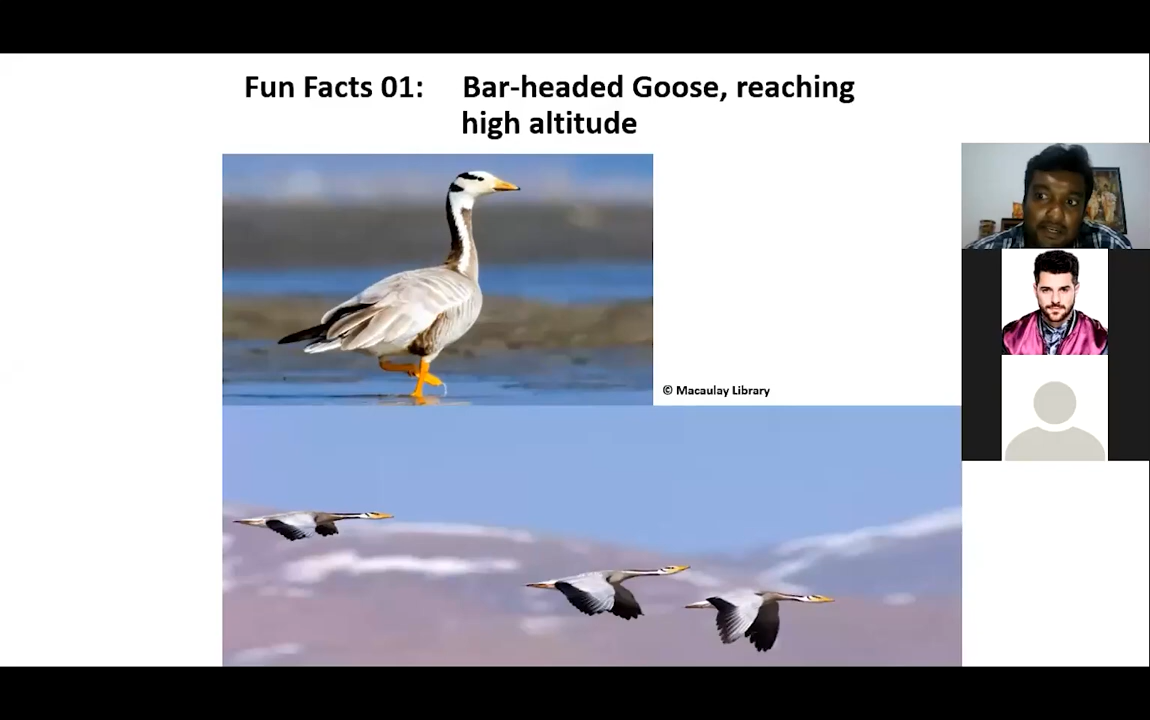 Fun Facts 01: Bar-headed Goose, reaching
high altitude
© Macaulay Library